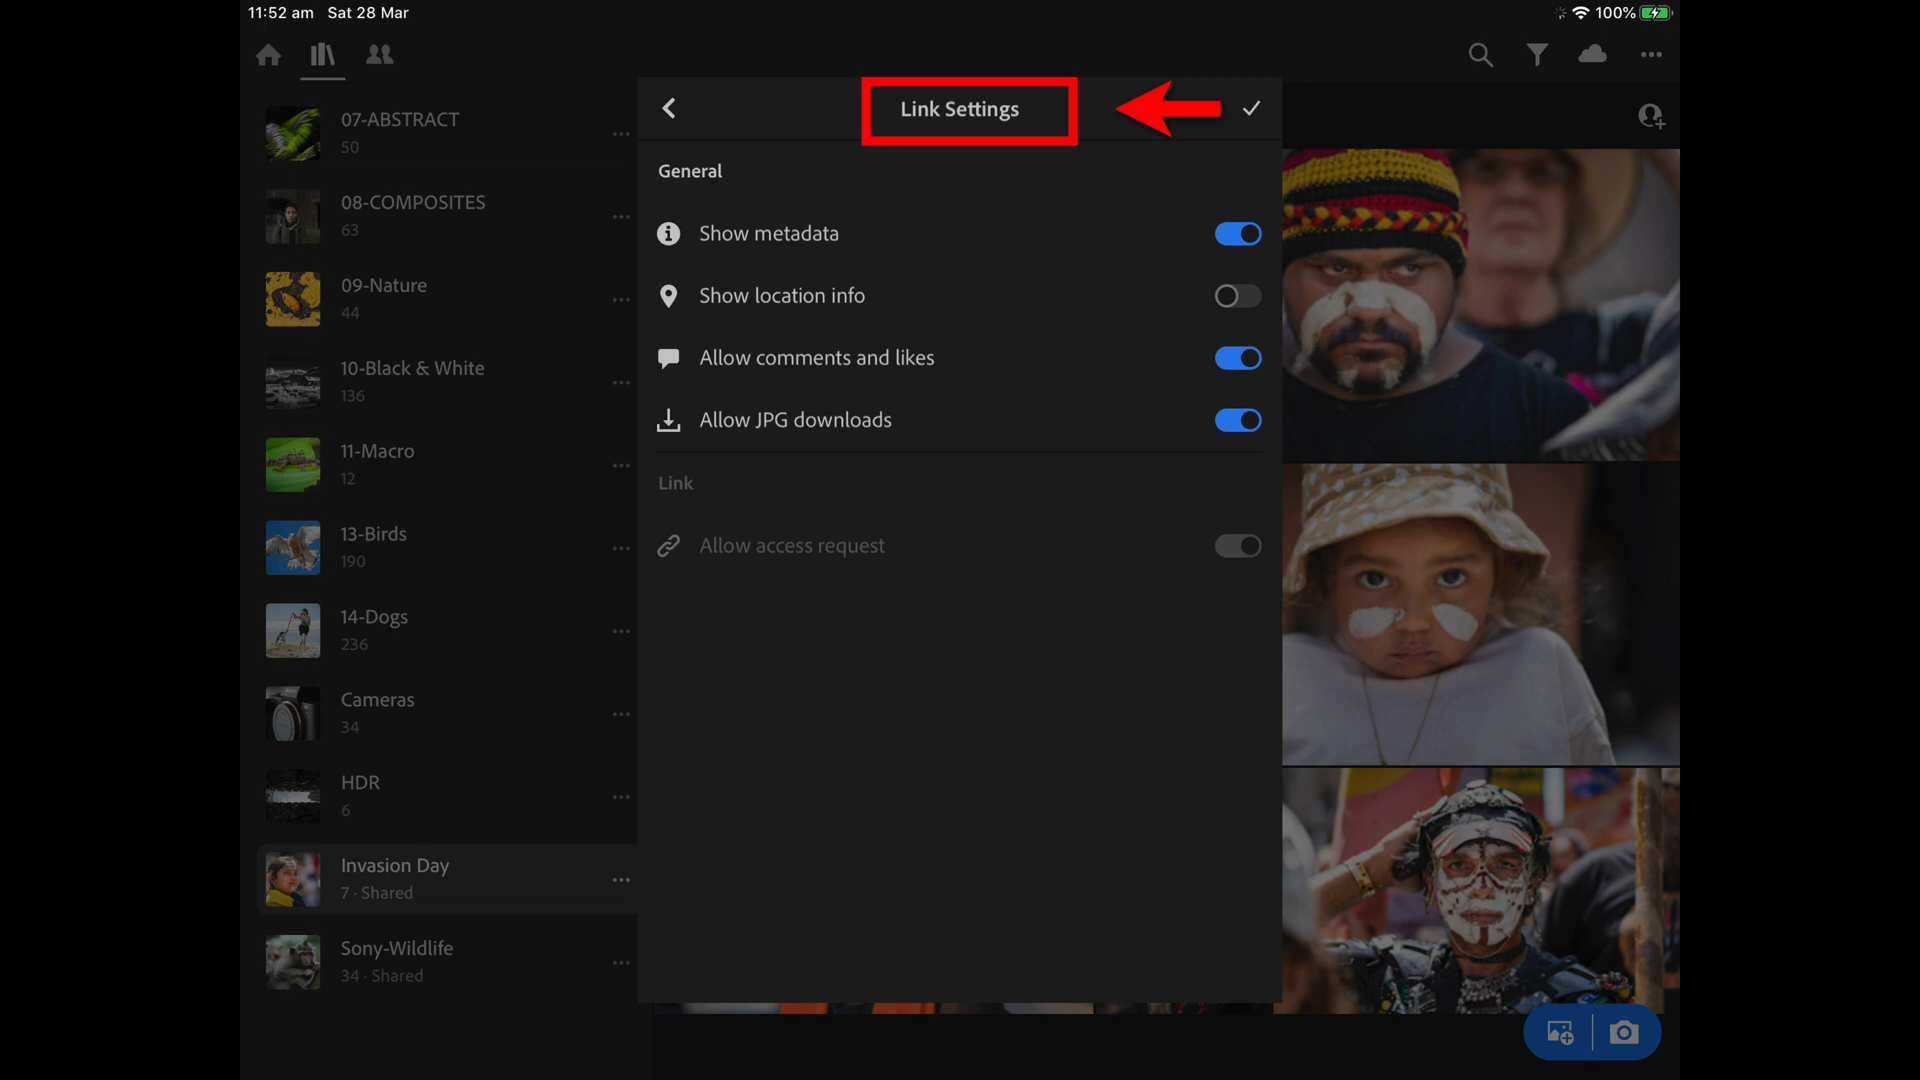 11:52 am Sat 28 Mar
100%
07-ABSTRACT
50
08-COMPOSITES
63
09-Nature
44
10-Black & White
136
11-Macro
12
13-Birds
190
14-Dogs
236
Cameras
34
HDR
6
Invasion Day
7 · Shared
Sony-Wildlife
34 · Shared
Link Settings
General
Show metadata
Show location info
Allow comments and likes
Allow JPG downloads
Link
Allow access request